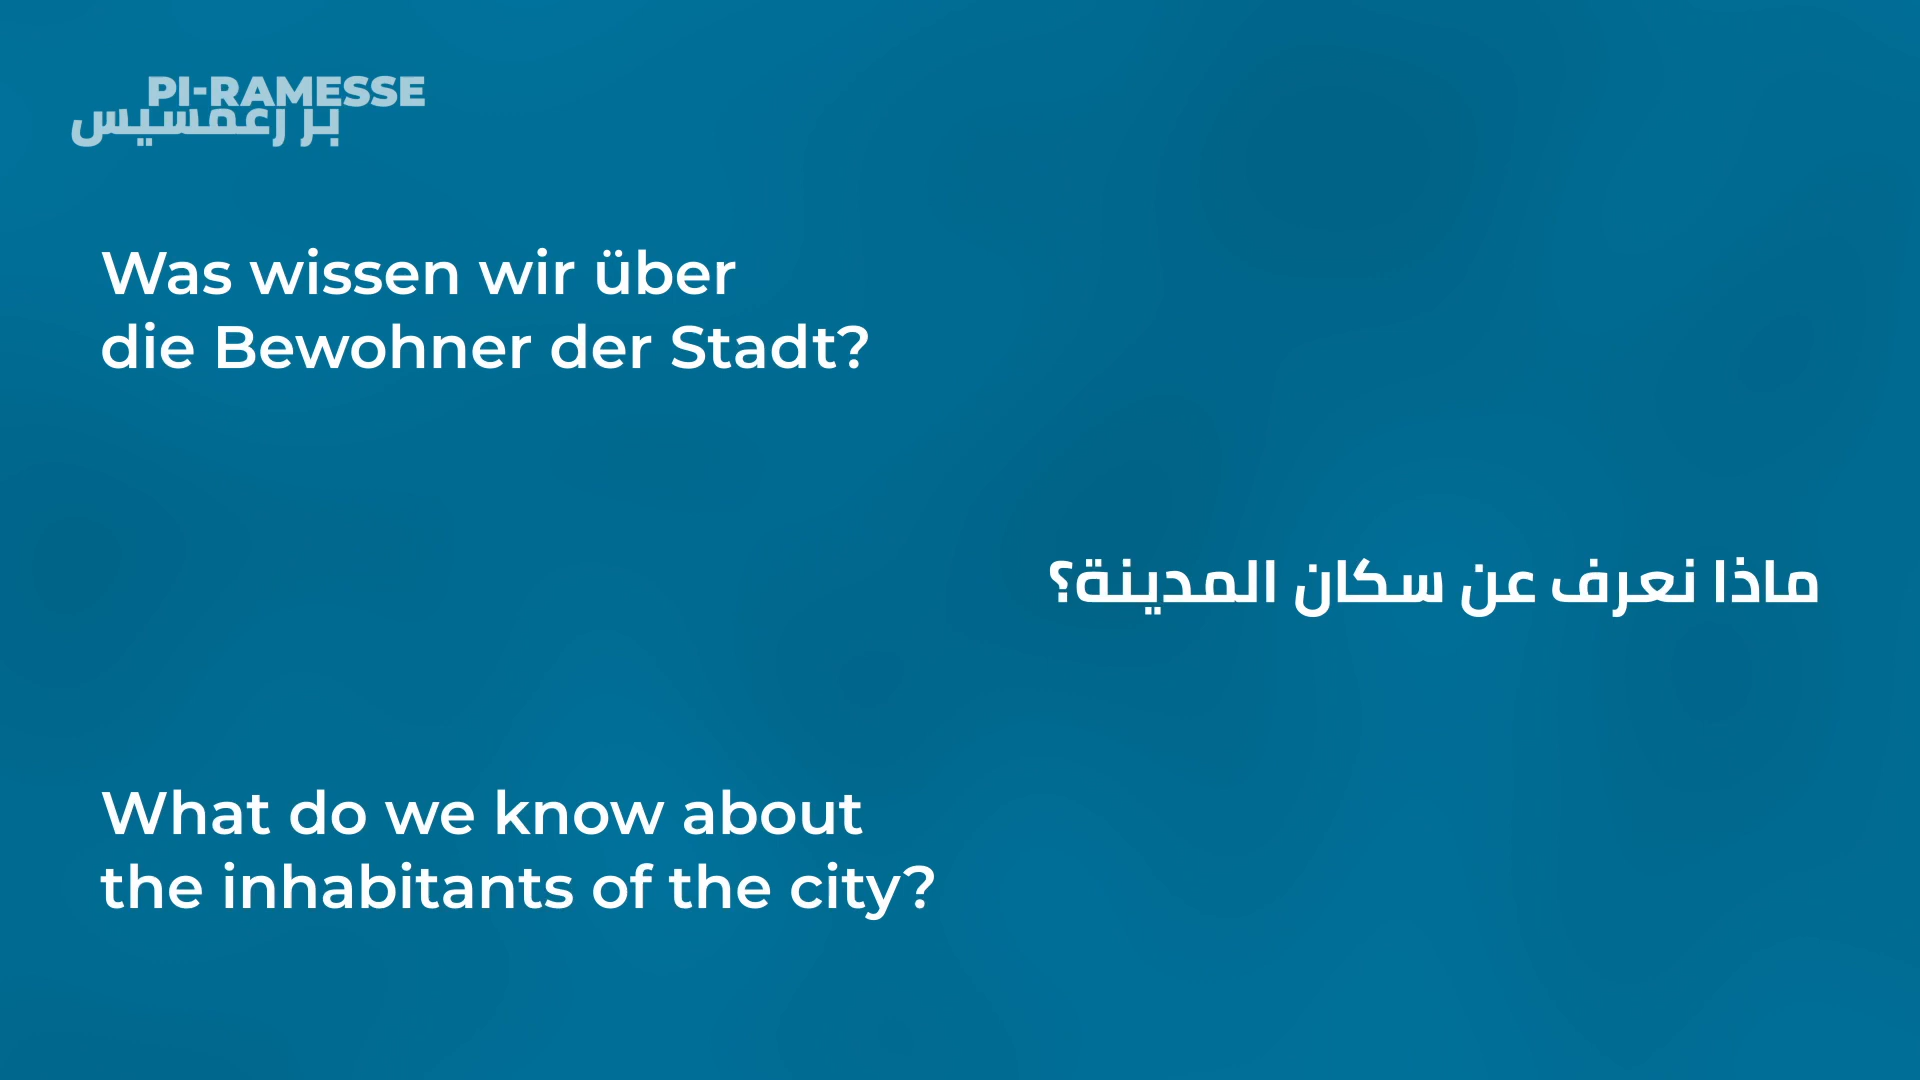 PI-RAMESSE
بر رعمسيس
Was wissen wir über
die Bewohner der Stadt?
ماذا نعرف عن سكان المدينة؟
What do we know about
the inhabitants of the city?